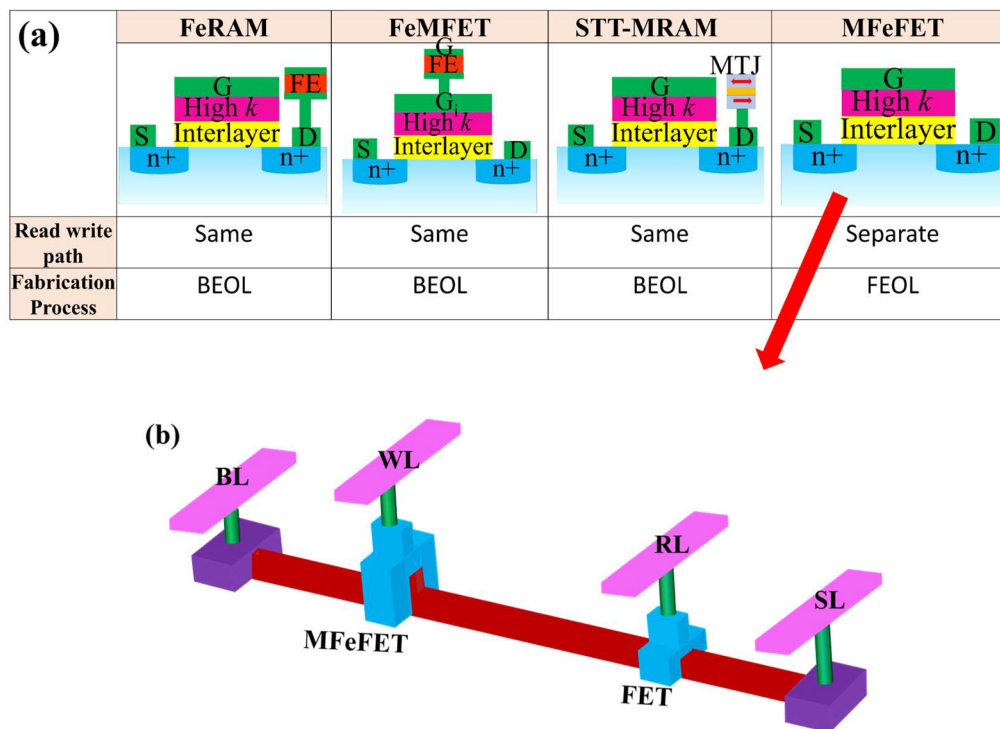 (a)
FeRAM FeMFET STT-MRAM MFeFET
G FE High k Interlayer S D n+ n+
G FE Gi High k Interlayer S D n+ n+
MTJ G High k Interlayer S D n+ n+
G High k Interlayer S D n+ n+
Read write path Same Same Same Separate
Fabrication Process BEOL BEOL BEOL FEOL
(b)
BL
WL
RL
SL
MFeFET
FET